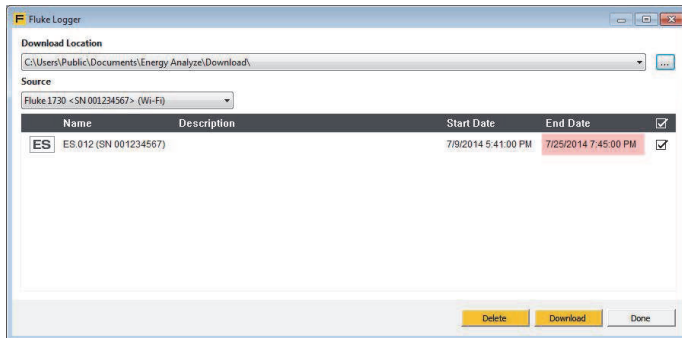 F Fluke Logger
Download Location
C:\Users\Public\Documents\Energy Analyze\Download\
...
Source
Fluke 1730 <SN 001234567> (Wi-Fi)
Name Description Start Date End Date
ES ES.012 (SN 001234567) 7/9/2014 5:41:00 PM 7/25/2014 7:45:00 PM
Delete Download Done